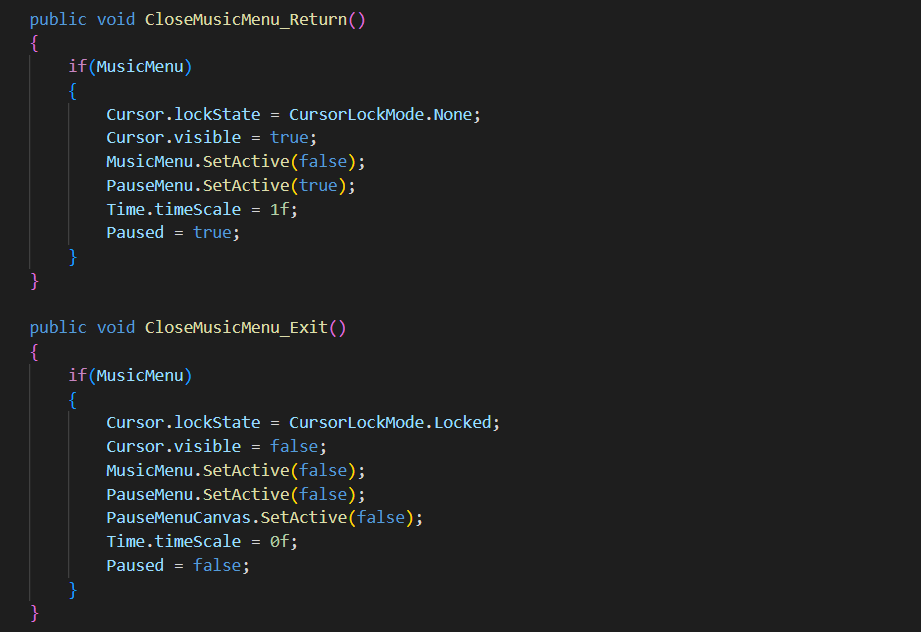 public void CloseMusicMenu_Return()
{
    if(MusicMenu)
    {
        Cursor.lockState = CursorLockMode.None;
        Cursor.visible = true;
        MusicMenu.SetActive(false);
        PauseMenu.SetActive(true);
        Time.timeScale = 1f;
        Paused = true;
    }
}

public void CloseMusicMenu_Exit()
{
    if(MusicMenu)
    {
        Cursor.lockState = CursorLockMode.Locked;
        Cursor.visible = false;
        MusicMenu.SetActive(false);
        PauseMenu.SetActive(false);
        PauseMenuCanvas.SetActive(false);
        Time.timeScale = 0f;
        Paused = false;
    }
}